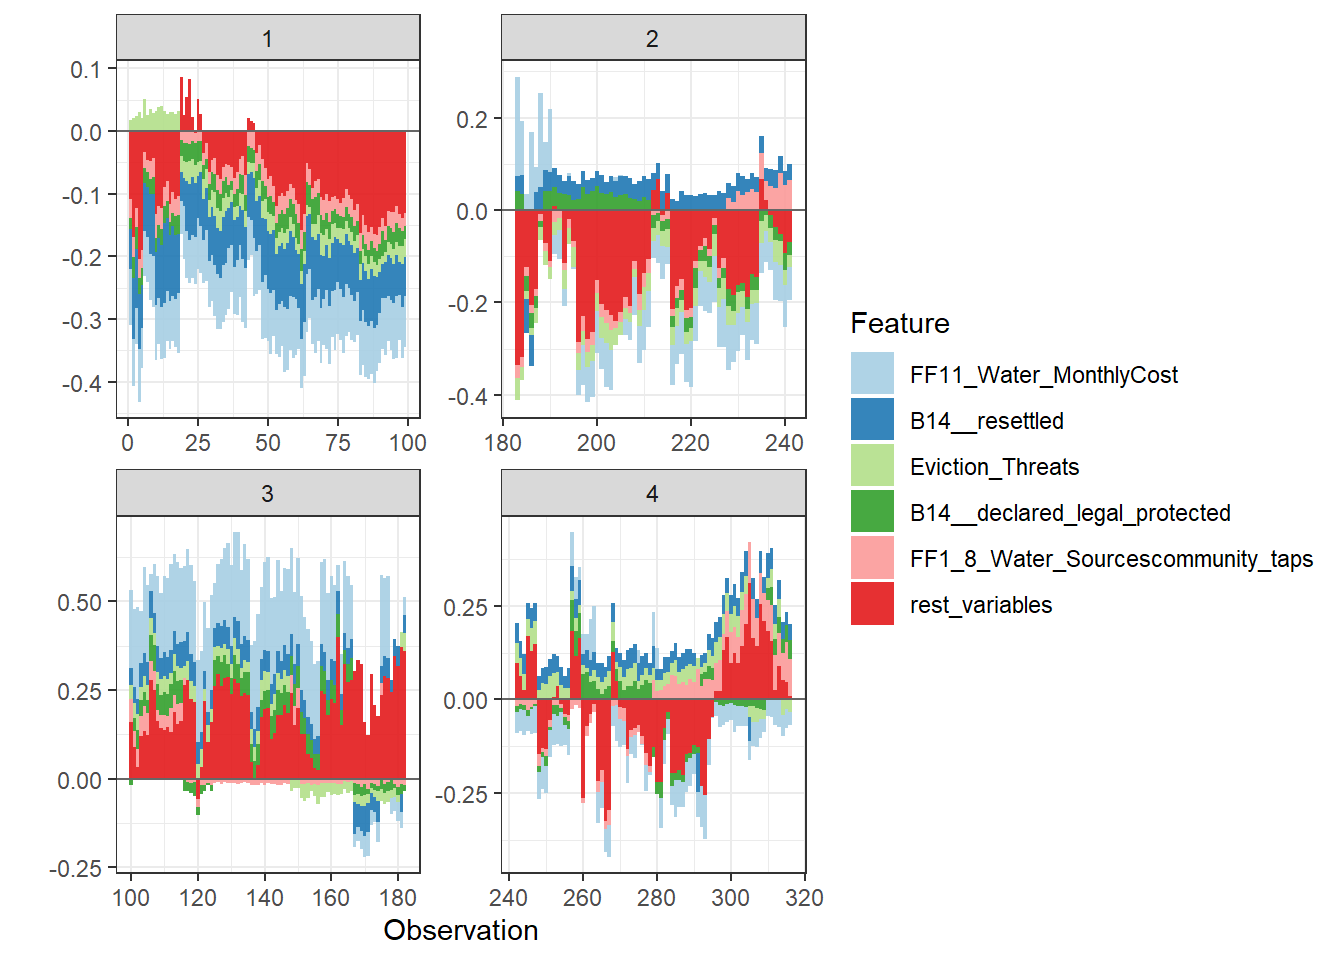 1
2
0.1
0.0
-0.1
-0.2
-0.3
-0.4
0 25 50 75 100
0.2
0.0
-0.2
-0.4
180 200 220 240
3
4
0.50
0.25
0.00
-0.25
100 120 140 160 180
0.25
0.00
-0.25
240 260 280 300 320
Observation
Feature
FF11_Water_MonthlyCost
B14__resettled
Eviction_Threats
B14__declared_legal_protected
FF1_8_Water_Sourcescommunity_taps
rest_variables